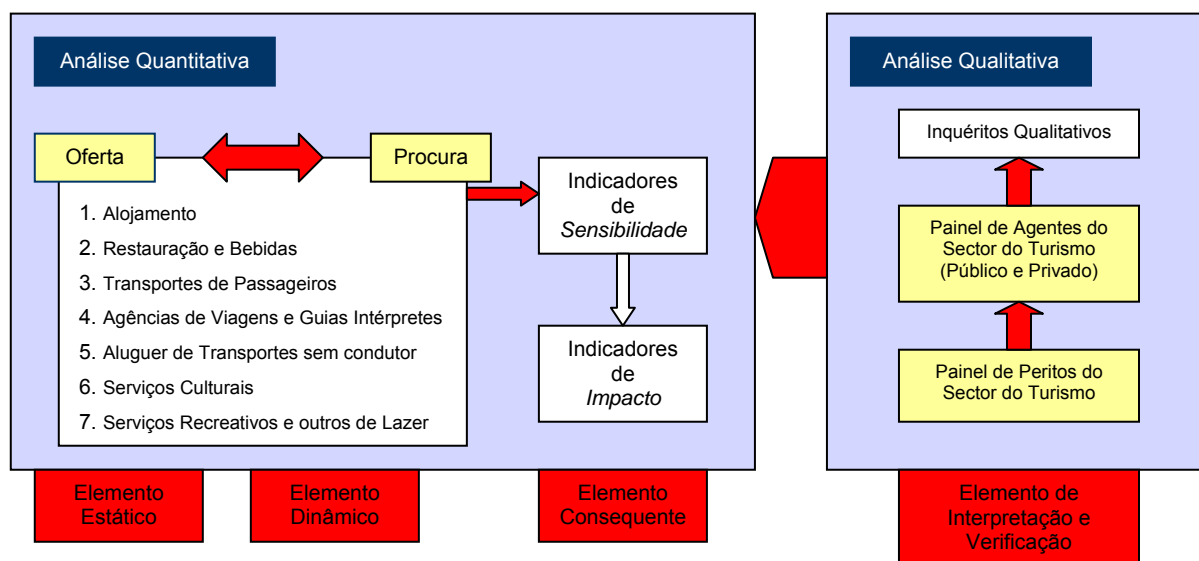 Análise Quantitativa
Oferta
Procura
1. Alojamento
2. Restauração e Bebidas
3. Transportes de Passageiros
4. Agências de Viagens e Guias Intérpretes
5. Aluguer de Transportes sem condutor
6. Serviços Culturais
7. Serviços Recreativos e outros de Lazer
Indicadores
de
Sensibilidade
Indicadores
de
Impacto
Elemento
Estático
Elemento
Dinâmico
Elemento
Consequente
Análise Qualitativa
Inquéritos Qualitativos
Painel de Agentes do
Sector do Turismo
(Público e Privado)
Painel de Peritos do
Sector do Turismo
Elemento de
Interpretação e
Verificação